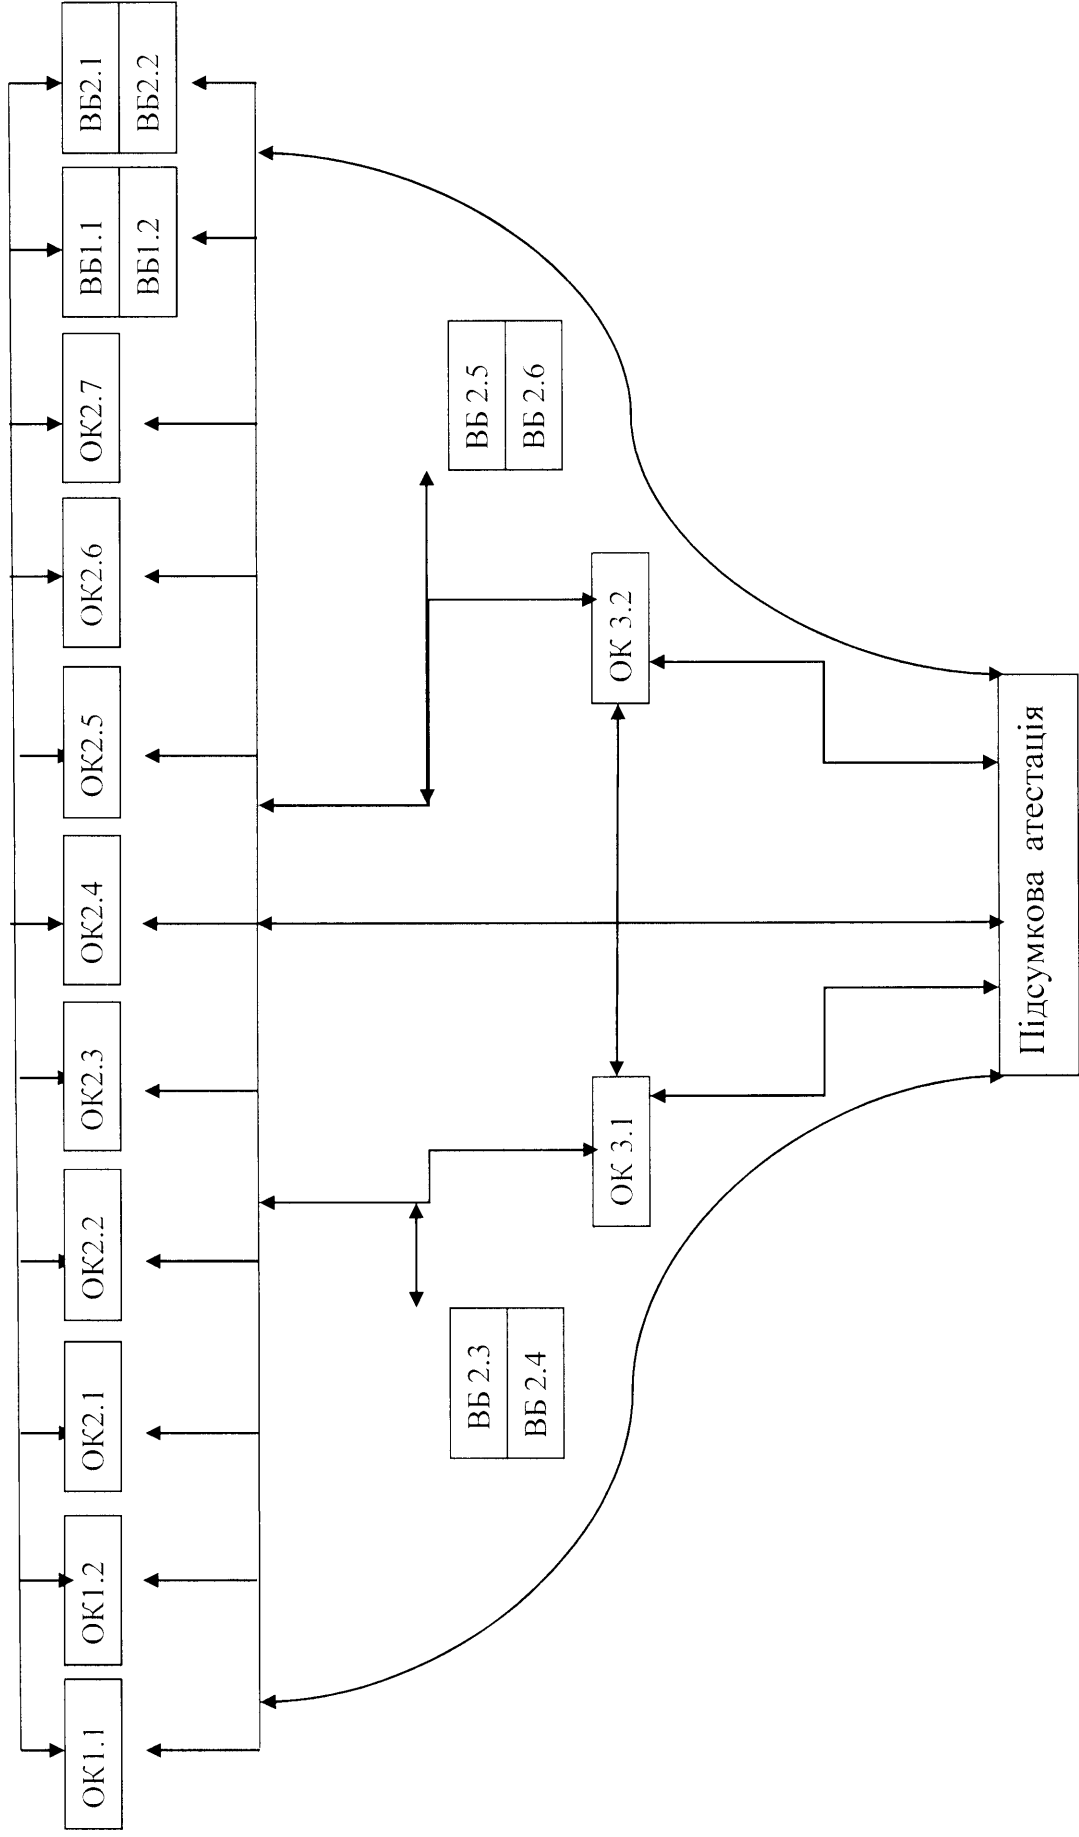 ОК1.1
ОК1.2
ОК2.1
ОК2.2
ОК2.3
ОК2.4
ОК2.5
ОК2.6
ОК2.7
ВБ1.1
ВБ1.2
ВБ2.1
ВБ2.2
ВБ 2.3
ВБ 2.4
ВБ 2.5
ВБ 2.6
ОК 3.1
ОК 3.2
Підсумкова атестація